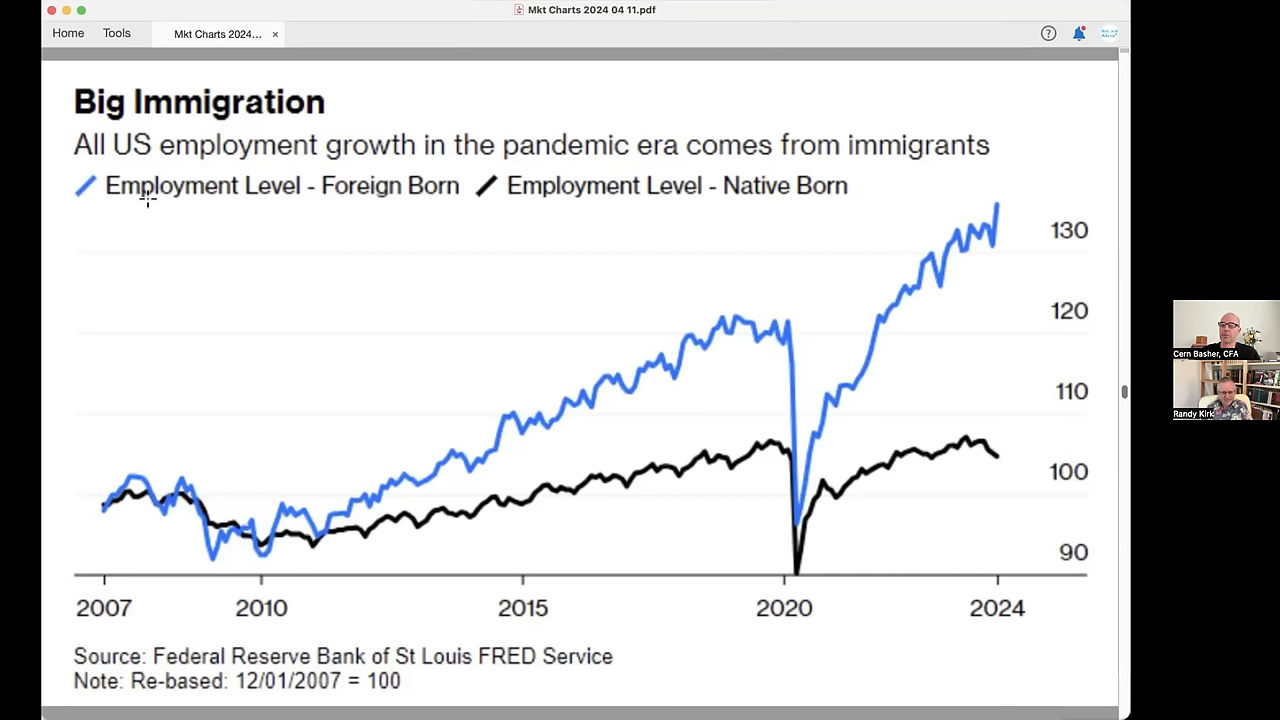 Mkt Charts 2024 04 11.pdf
Home Tools Mkt Charts 2024... ×
Big Immigration
All US employment growth in the pandemic era comes from immigrants
Employment Level - Foreign Born Employment Level - Native Born
130
120
110
100
90
2007 2010 2015 2020 2024
Source: Federal Reserve Bank of St Louis FRED Service
Note: Re-based: 12/01/2007 = 100
Cern Basher, CFA
Randy Kirk